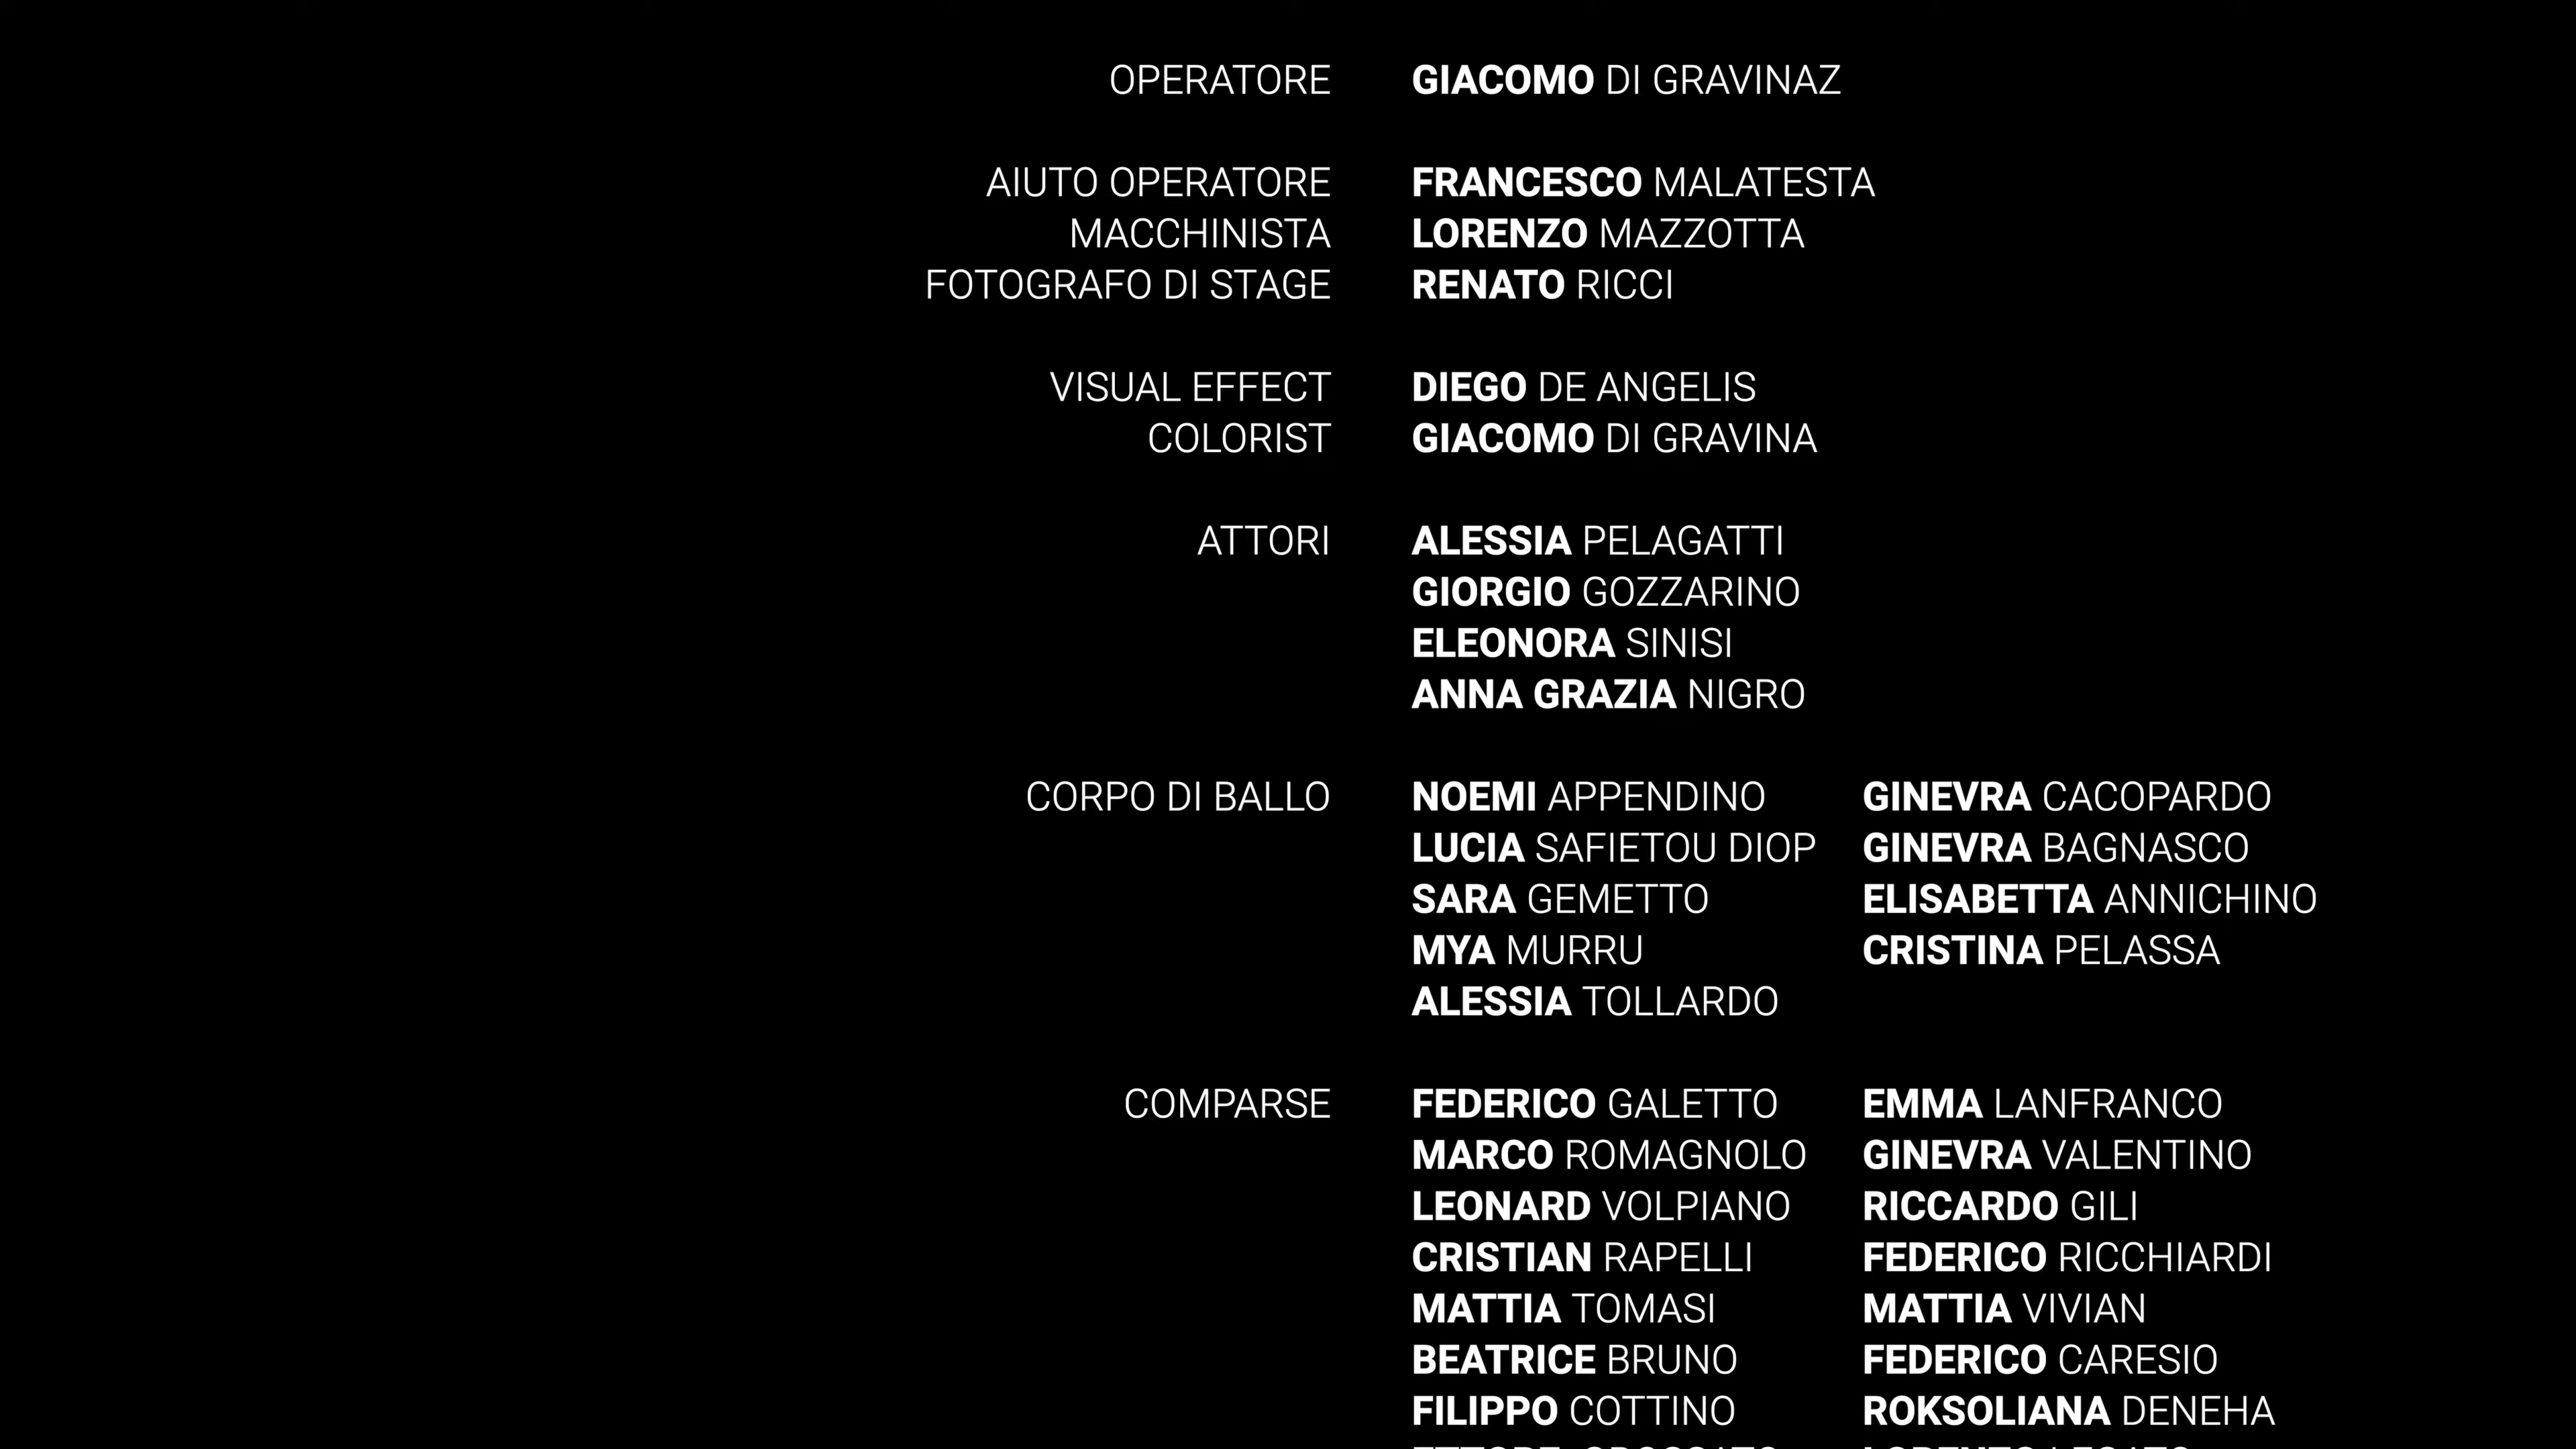 OPERATORE GIACOMO DI GRAVINAZ
AIUTO OPERATORE FRANCESCO MALATESTA
MACCHINISTA LORENZO MAZZOTTA
FOTOGRAFO DI STAGE RENATO RICCI
VISUAL EFFECT DIEGO DE ANGELIS
COLORIST GIACOMO DI GRAVINA
ATTORI ALESSIA PELAGATTI
GIORGIO GOZZARINO
ELEONORA SINISI
ANNA GRAZIA NIGRO
CORPO DI BALLO NOEMI APPENDINO GINEVRA CACOPARDO
LUCIA SAFIETOU DIOP GINEVRA BAGNASCO
SARA GEMETTO ELISABETTA ANNICHINO
MYA MURRU CRISTINA PELASSA
ALESSIA TOLLARDO
COMPARSE FEDERICO GALETTO EMMA LANFRANCO
MARCO ROMAGNOLO GINEVRA VALENTINO
LEONARD VOLPIANO RICCARDO GILI
CRISTIAN RAPELLI FEDERICO RICCHIARDI
MATTIA TOMASI MATTIA VIVIAN
BEATRICE BRUNO FEDERICO CARESIO
FILIPPO COTTINO ROKSOLIANA DENEHA